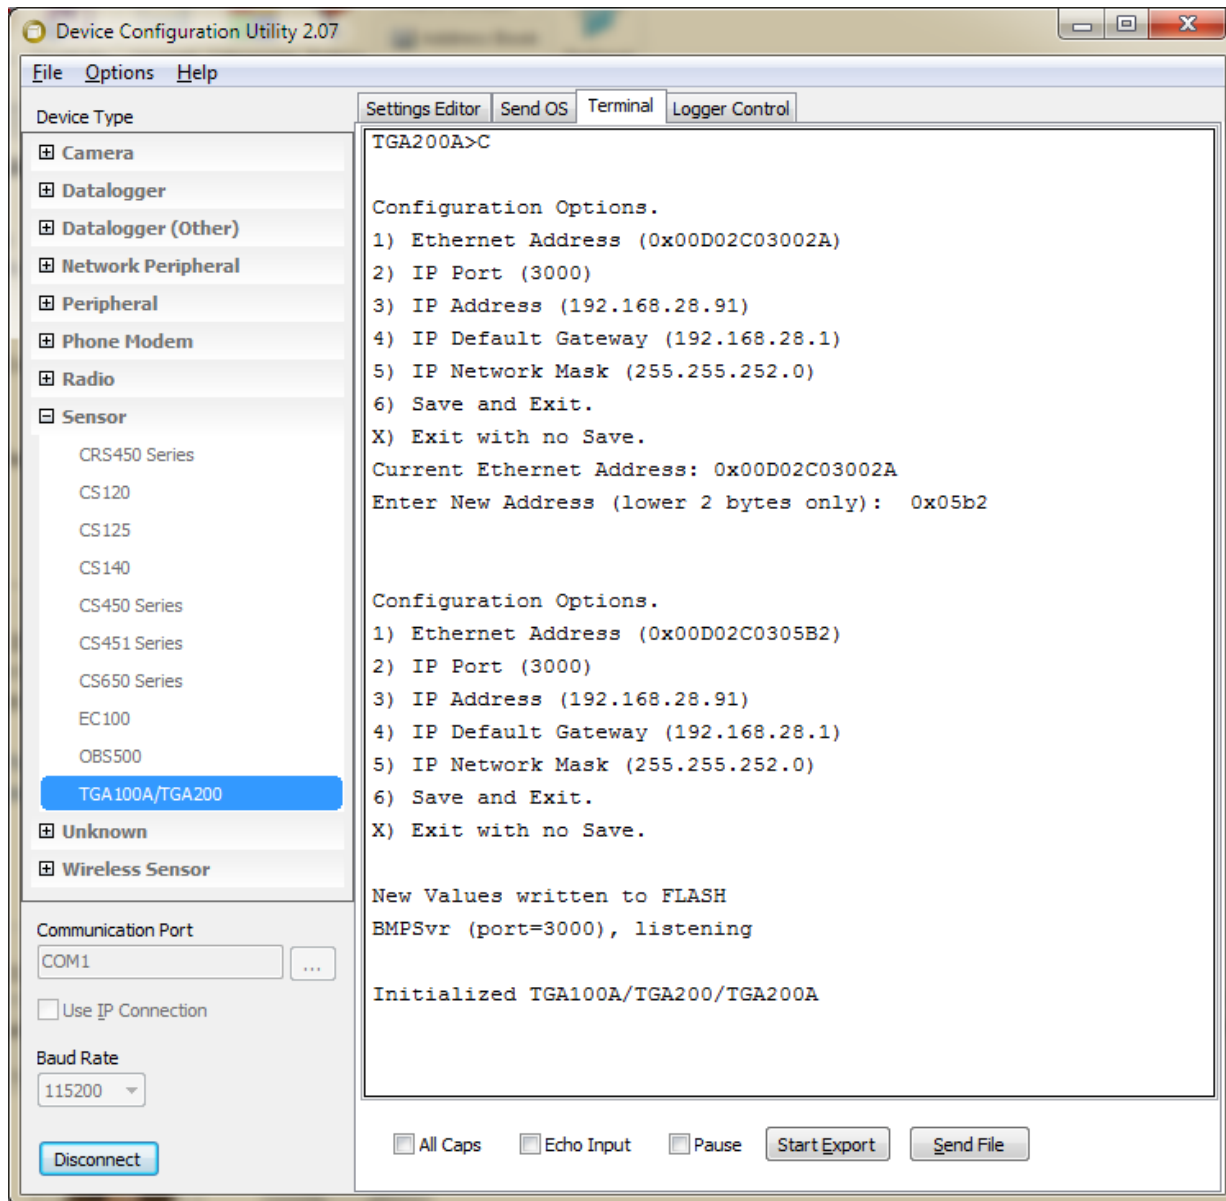 Device Configuration Utility 2.07
File Options Help
Device Type
Camera
Datalogger
Datalogger (Other)
Network Peripheral
Peripheral
Phone Modem
Radio
Sensor
CRS450 Series
CS120
CS125
CS140
CS450 Series
CS451 Series
CS650 Series
EC100
OBS500
TGA100A/TGA200
Unknown
Wireless Sensor
Communication Port
COM1
...
Use IP Connection
Baud Rate
115200
Disconnect
Settings Editor Send OS Terminal Logger Control
TGA200A>C
Configuration Options.
1) Ethernet Address (0x00D02C03002A)
2) IP Port (3000)
3) IP Address (192.168.28.91)
4) IP Default Gateway (192.168.28.1)
5) IP Network Mask (255.255.252.0)
6) Save and Exit.
X) Exit with no Save.
Current Ethernet Address: 0x00D02C03002A
Enter New Address (lower 2 bytes only): 0x05b2
Configuration Options.
1) Ethernet Address (0x00D02C0305B2)
2) IP Port (3000)
3) IP Address (192.168.28.91)
4) IP Default Gateway (192.168.28.1)
5) IP Network Mask (255.255.252.0)
6) Save and Exit.
X) Exit with no Save.
New Values written to FLASH
BMPSvr (port=3000), listening
Initialized TGA100A/TGA200/TGA200A
All Caps Echo Input Pause Start Export Send File